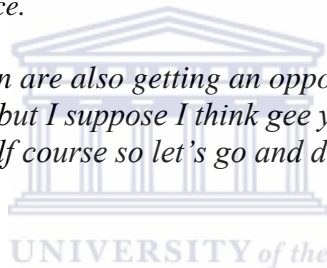 ce.
n are also getting an oppo
but I suppose I think gee y
lf course so let's go and d
UNIVERSITY of the